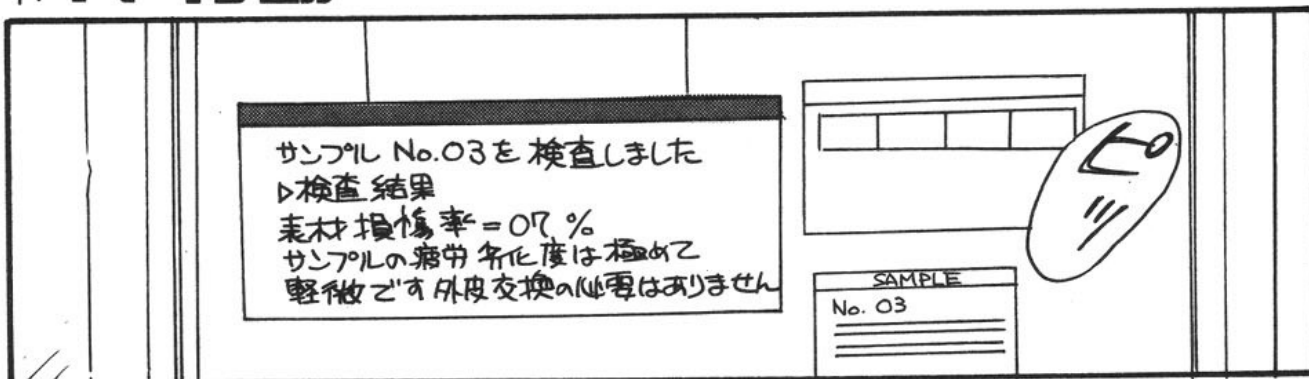 サンプル No.03を検査しました
▷検査結果
素材損傷率=07%
サンプルの疲労劣化度は極めて
軽微です外皮交換の必要はありません
SAMPLE
No. 03